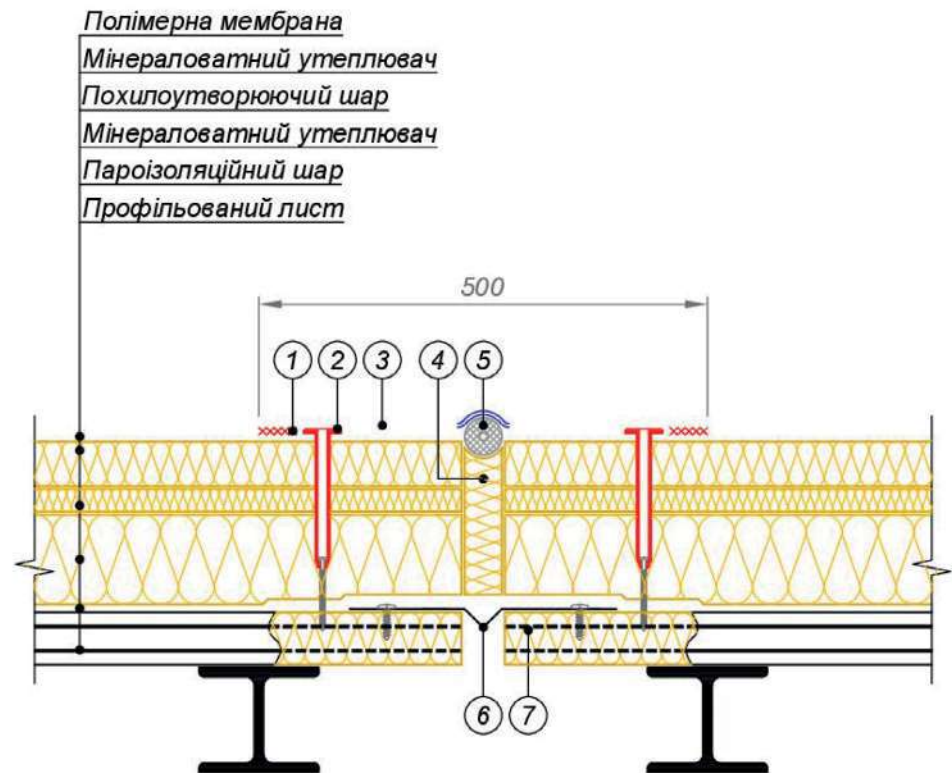 Полімерна мембрана
Мінераловатний утеплювач
Похилоутворюючий шар
Мінераловатний утеплювач
Пароізоляційний шар
Профільований лист
500
1 2 3 4 5
6 7